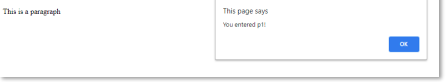 This is a paragraph
This page says
You entered p1!
OK